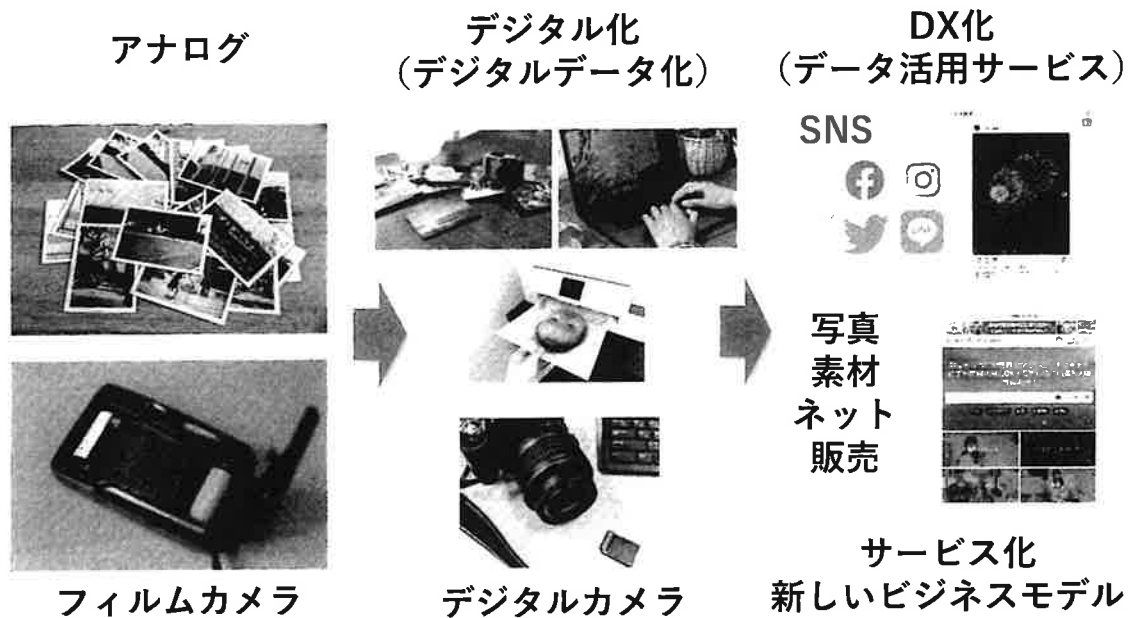 アナログ
デジタル化
（デジタルデータ化）
DX化
（データ活用サービス）
SNS
LINE
写真
素材
ネット
販売
フィルムカメラ
デジタルカメラ
サービス化
新しいビジネスモデル